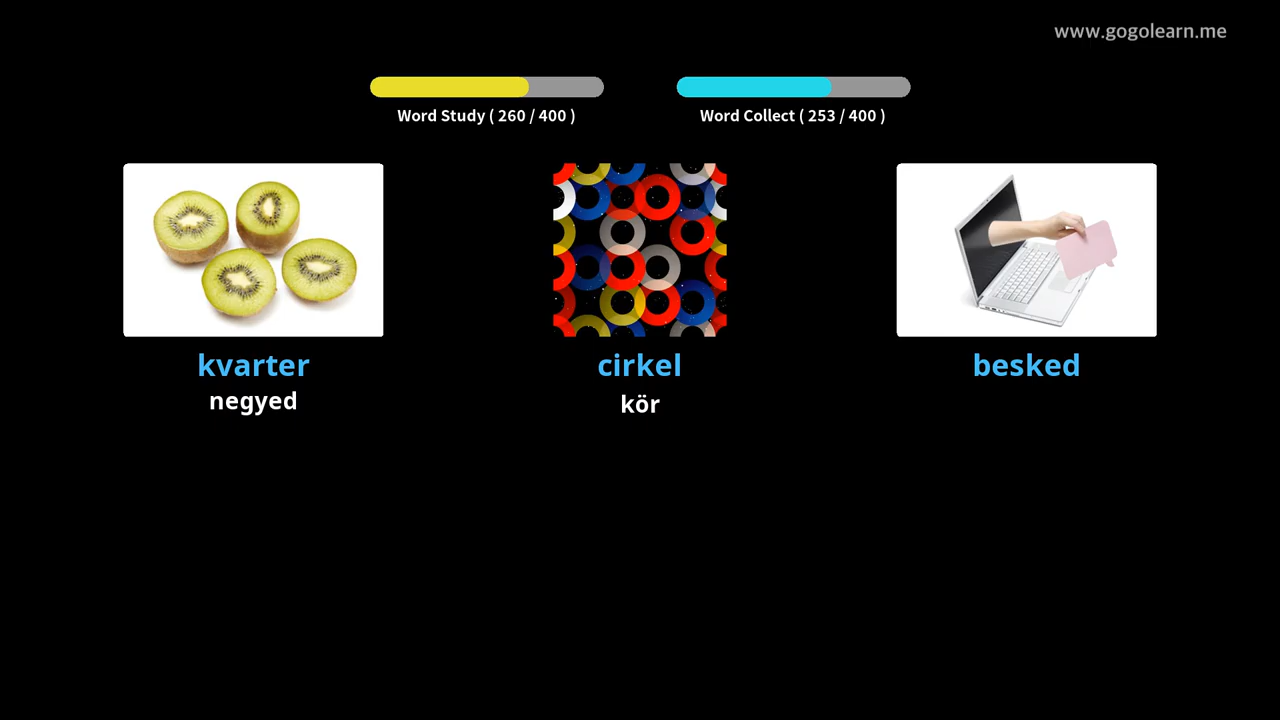 www.gogolearn.me
Word Study ( 260 / 400 )
Word Collect ( 253 / 400 )
kvarter
negyed
cirkel
kör
besked